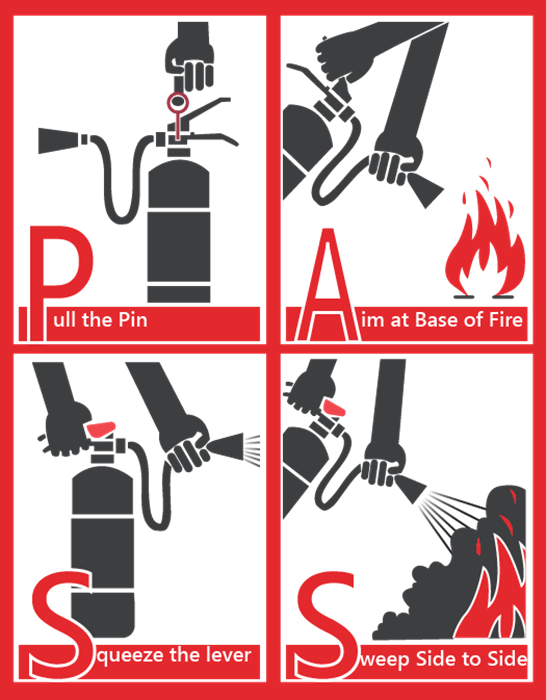 Pull the Pin
Aim at Base of Fire
Squeeze the lever
Sweep Side to Side